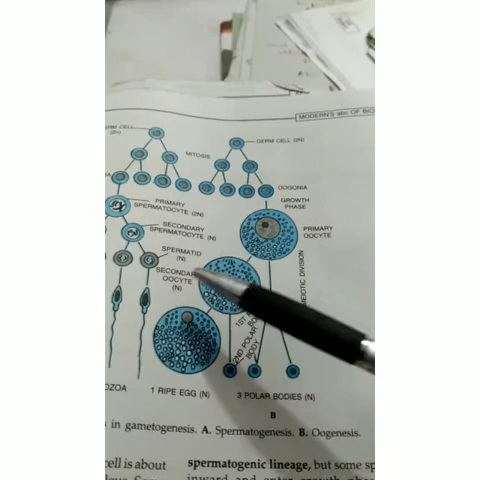 MODERN'S abc OF BIO
GERM CELL (2N)
MITOSIS
OOGONIA
GROWTH
PHASE
PRIMARY
SPERMATOCYTE (2N)
PRIMARY
OOCYTE
SECONDARY
SPERMATOCYTE (N)
SPERMATID
(N)
SECONDARY
OOCYTE
(N)
MEIOTIC DIVISION
1ST
2ND POLAR
BODY
OZOA
1 RIPE EGG (N)
3 POLAR BODIES (N)
B
in gametogenesis. A. Spermatogenesis. B. Oogenesis.
cell is about
spermatogenic lineage, but some sp